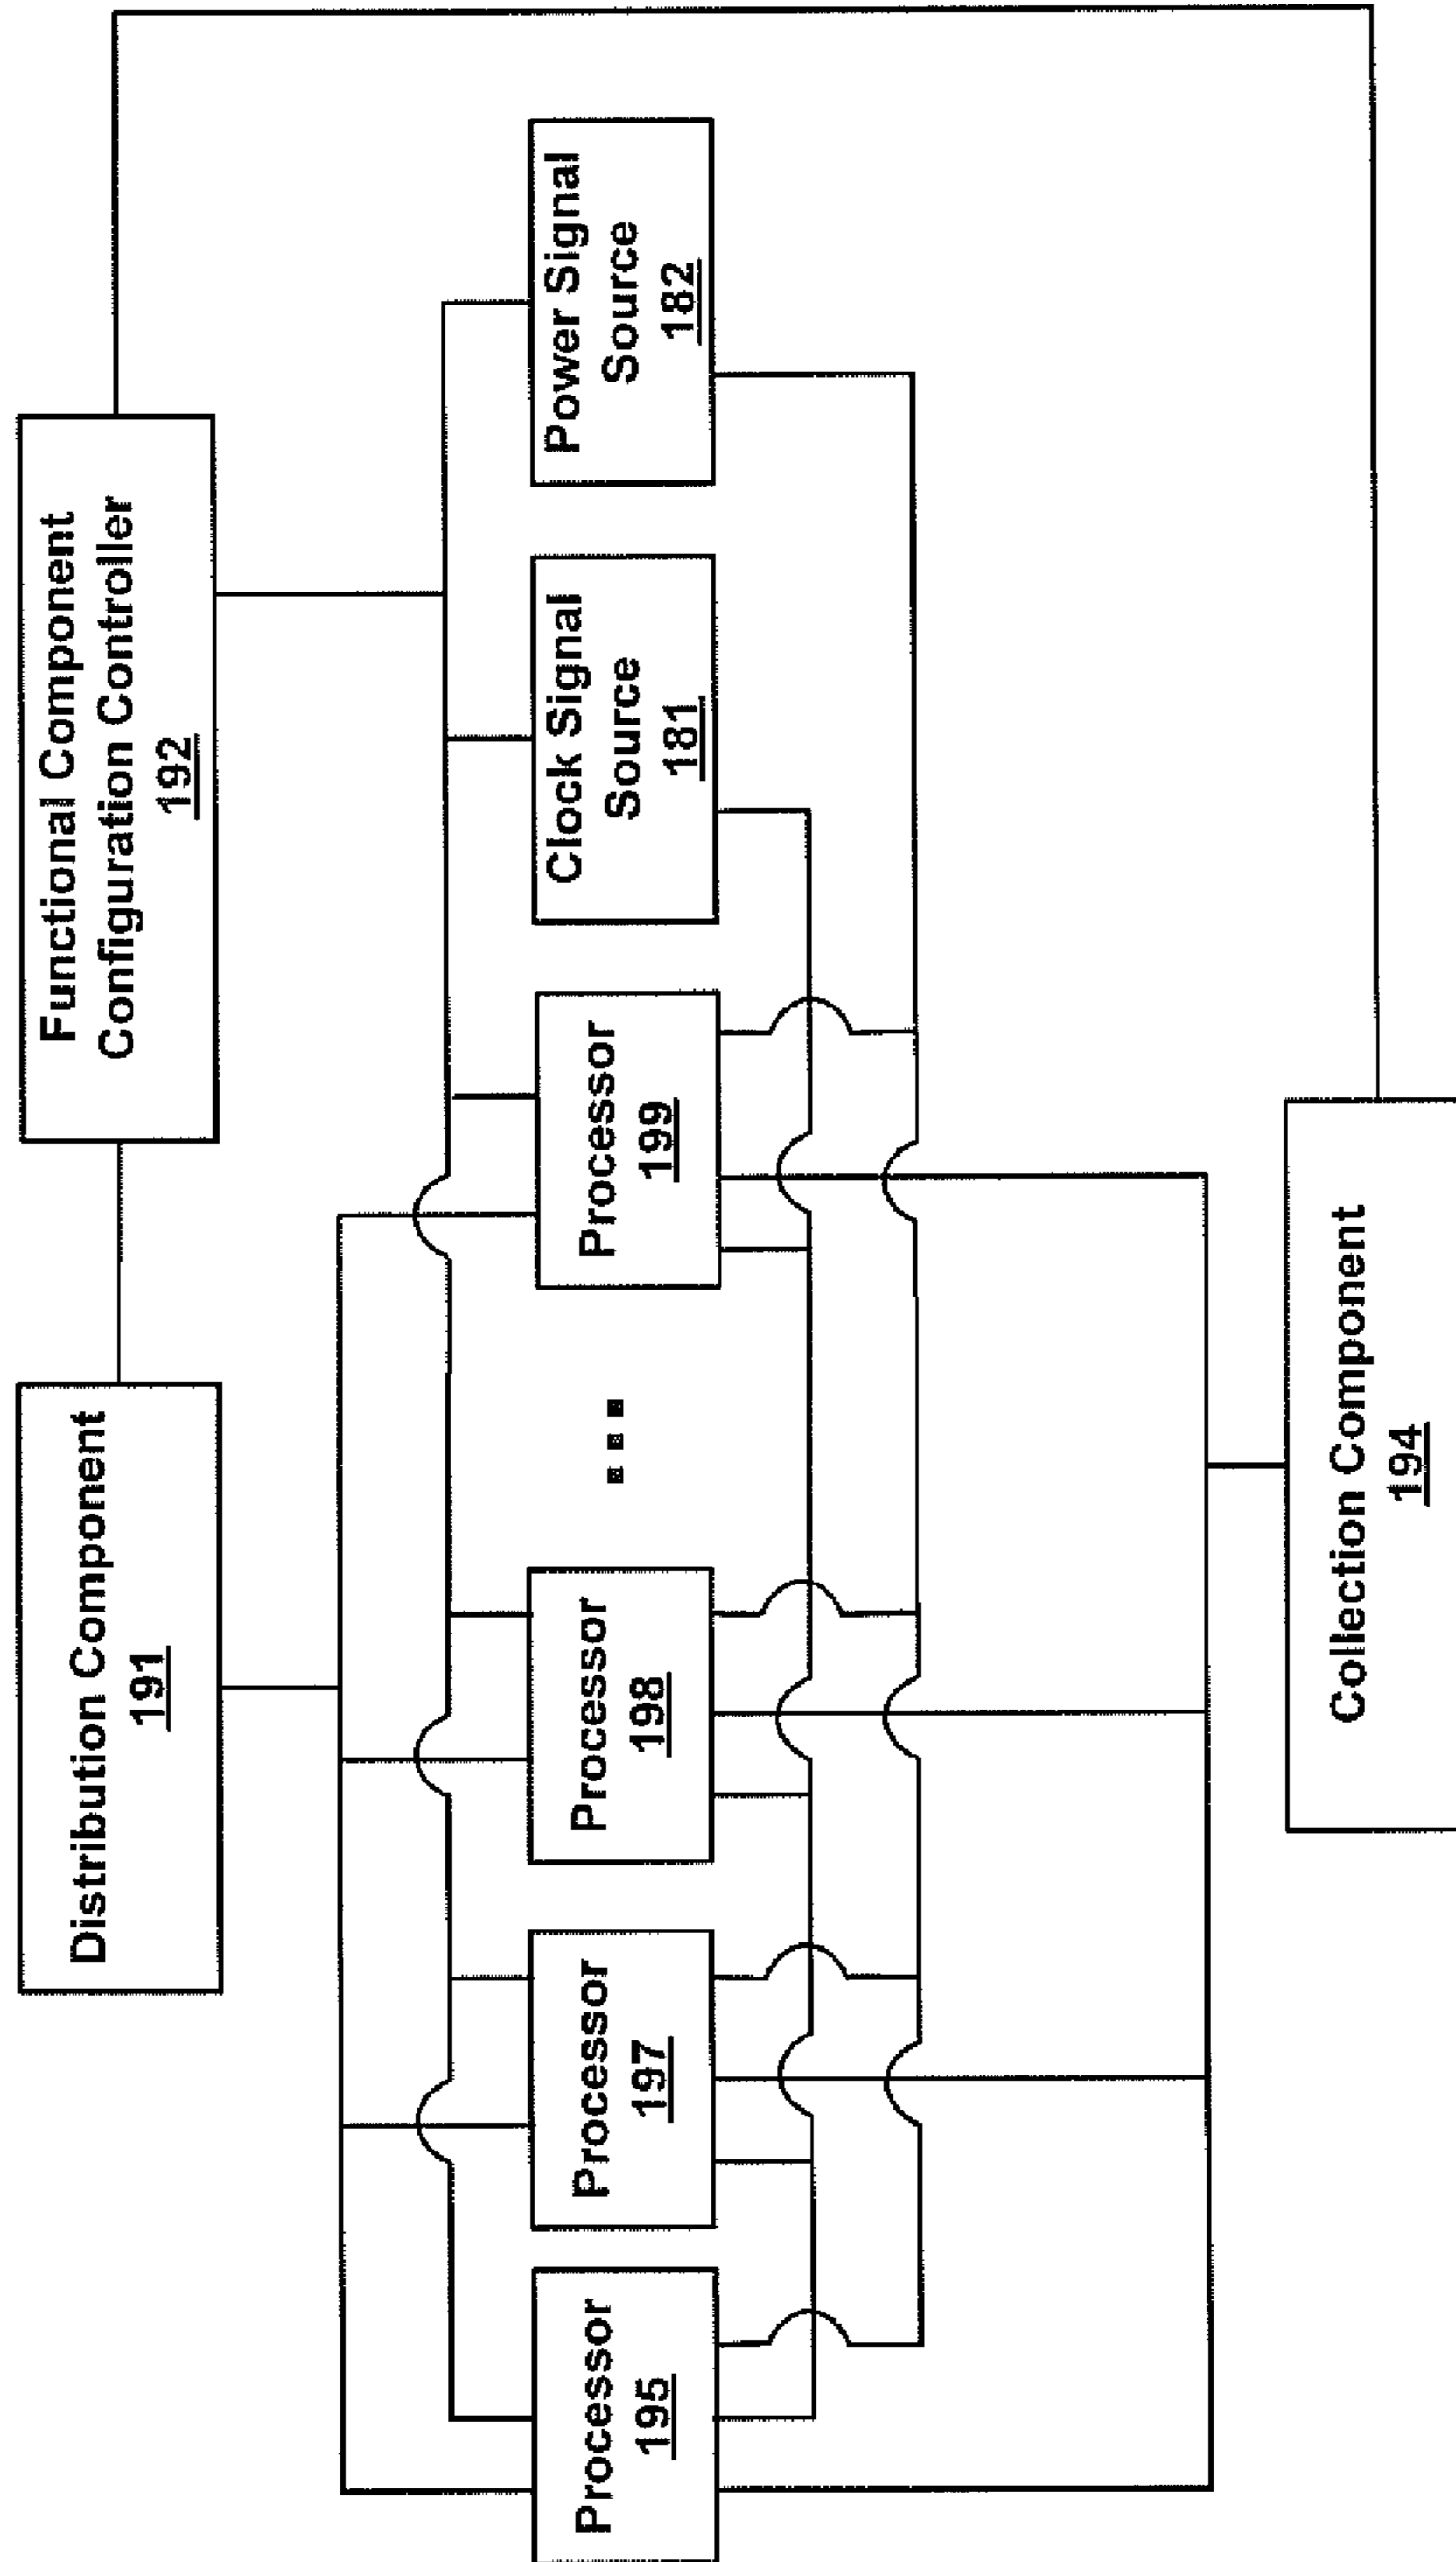 Distribution Component
191
Functional Component
Configuration Controller
192
Processor
195
Processor
197
Processor
198
...
Processor
199
Clock Signal
Source
181
Power Signal
Source
182
Collection Component
194